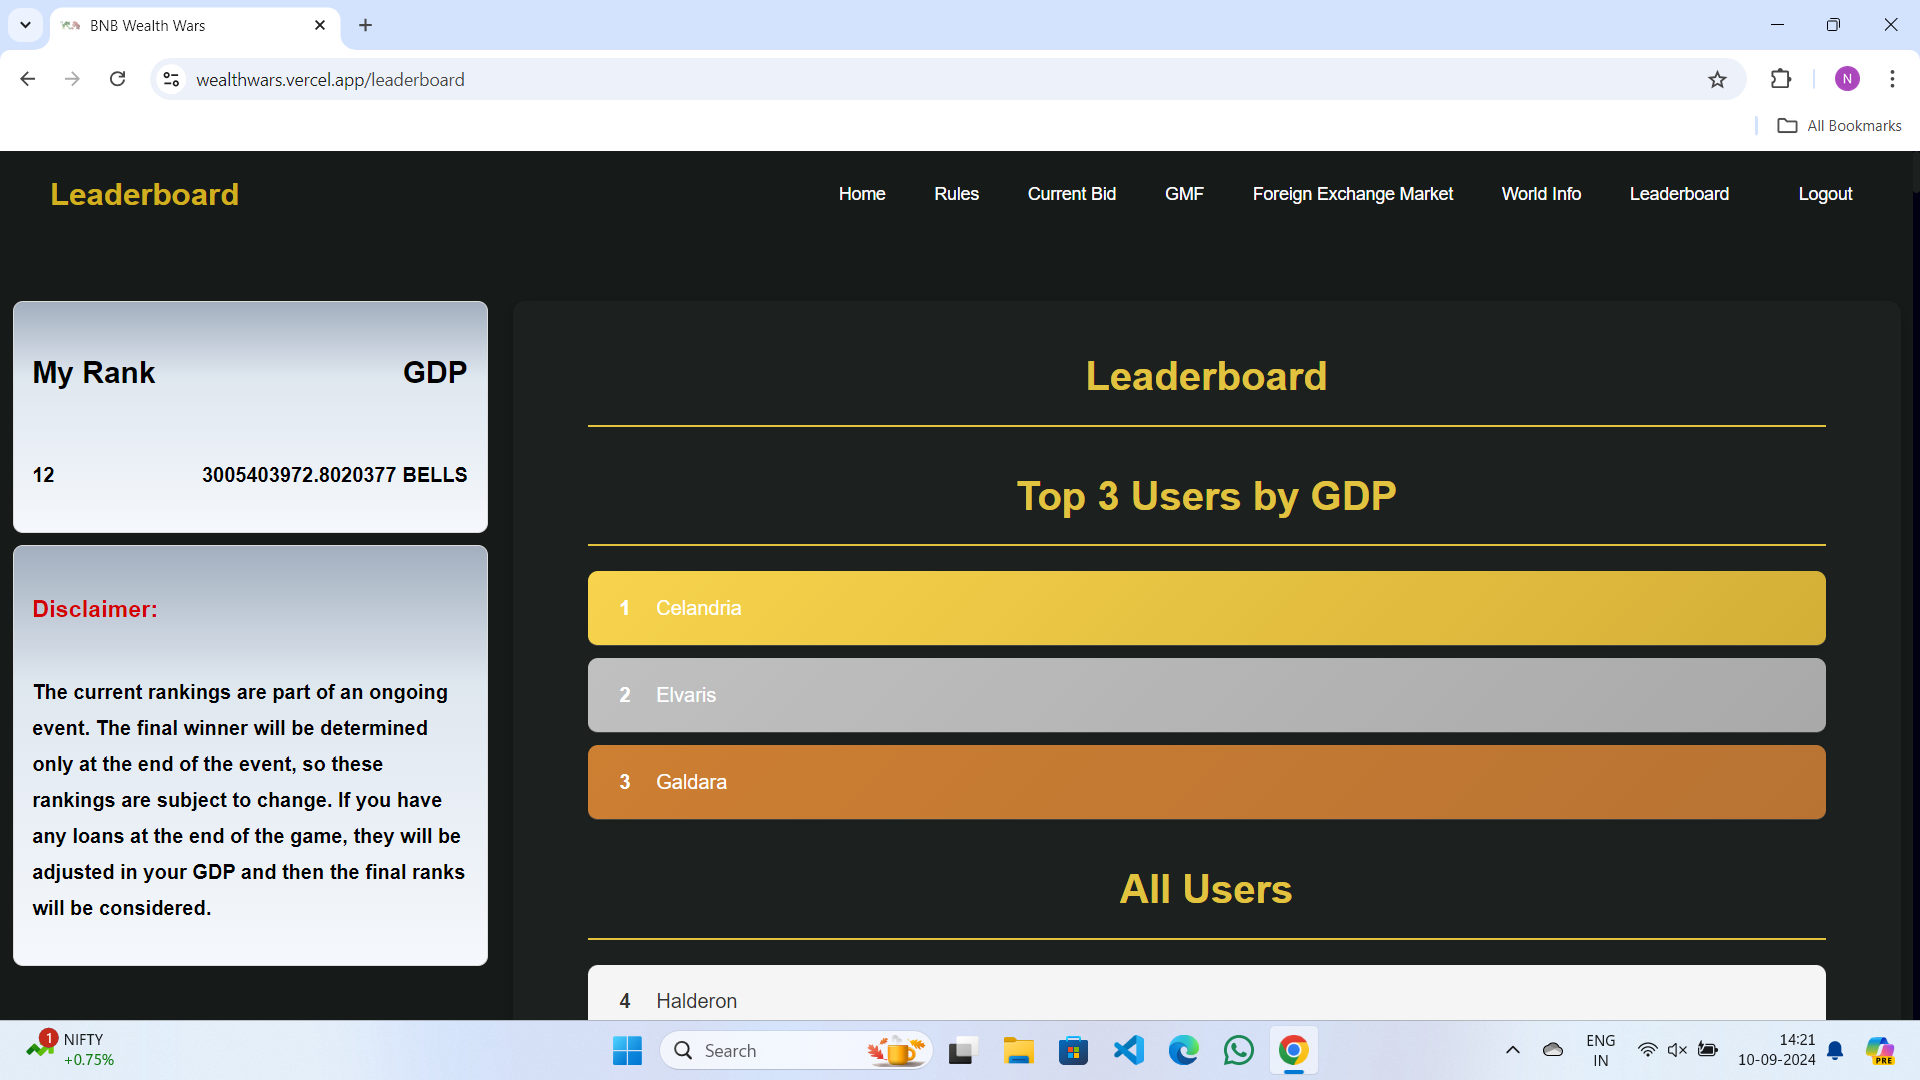 BNB Wealth Wars
wealthwars.vercel.app/leaderboard
N
All Bookmarks
Leaderboard
Home Rules Current Bid GMF Foreign Exchange Market World Info Leaderboard Logout
My Rank GDP
12 3005403972.8020377 BELLS
Disclaimer:
The current rankings are part of an ongoing
event. The final winner will be determined
only at the end of the event, so these
rankings are subject to change. If you have
any loans at the end of the game, they will be
adjusted in your GDP and then the final ranks
will be considered.
Leaderboard
Top 3 Users by GDP
1 Celandria
2 Elvaris
3 Galdara
All Users
4 Halderon
1
NIFTY
+0.75%
Search
ENG
IN
14:21
10-09-2024
PRE